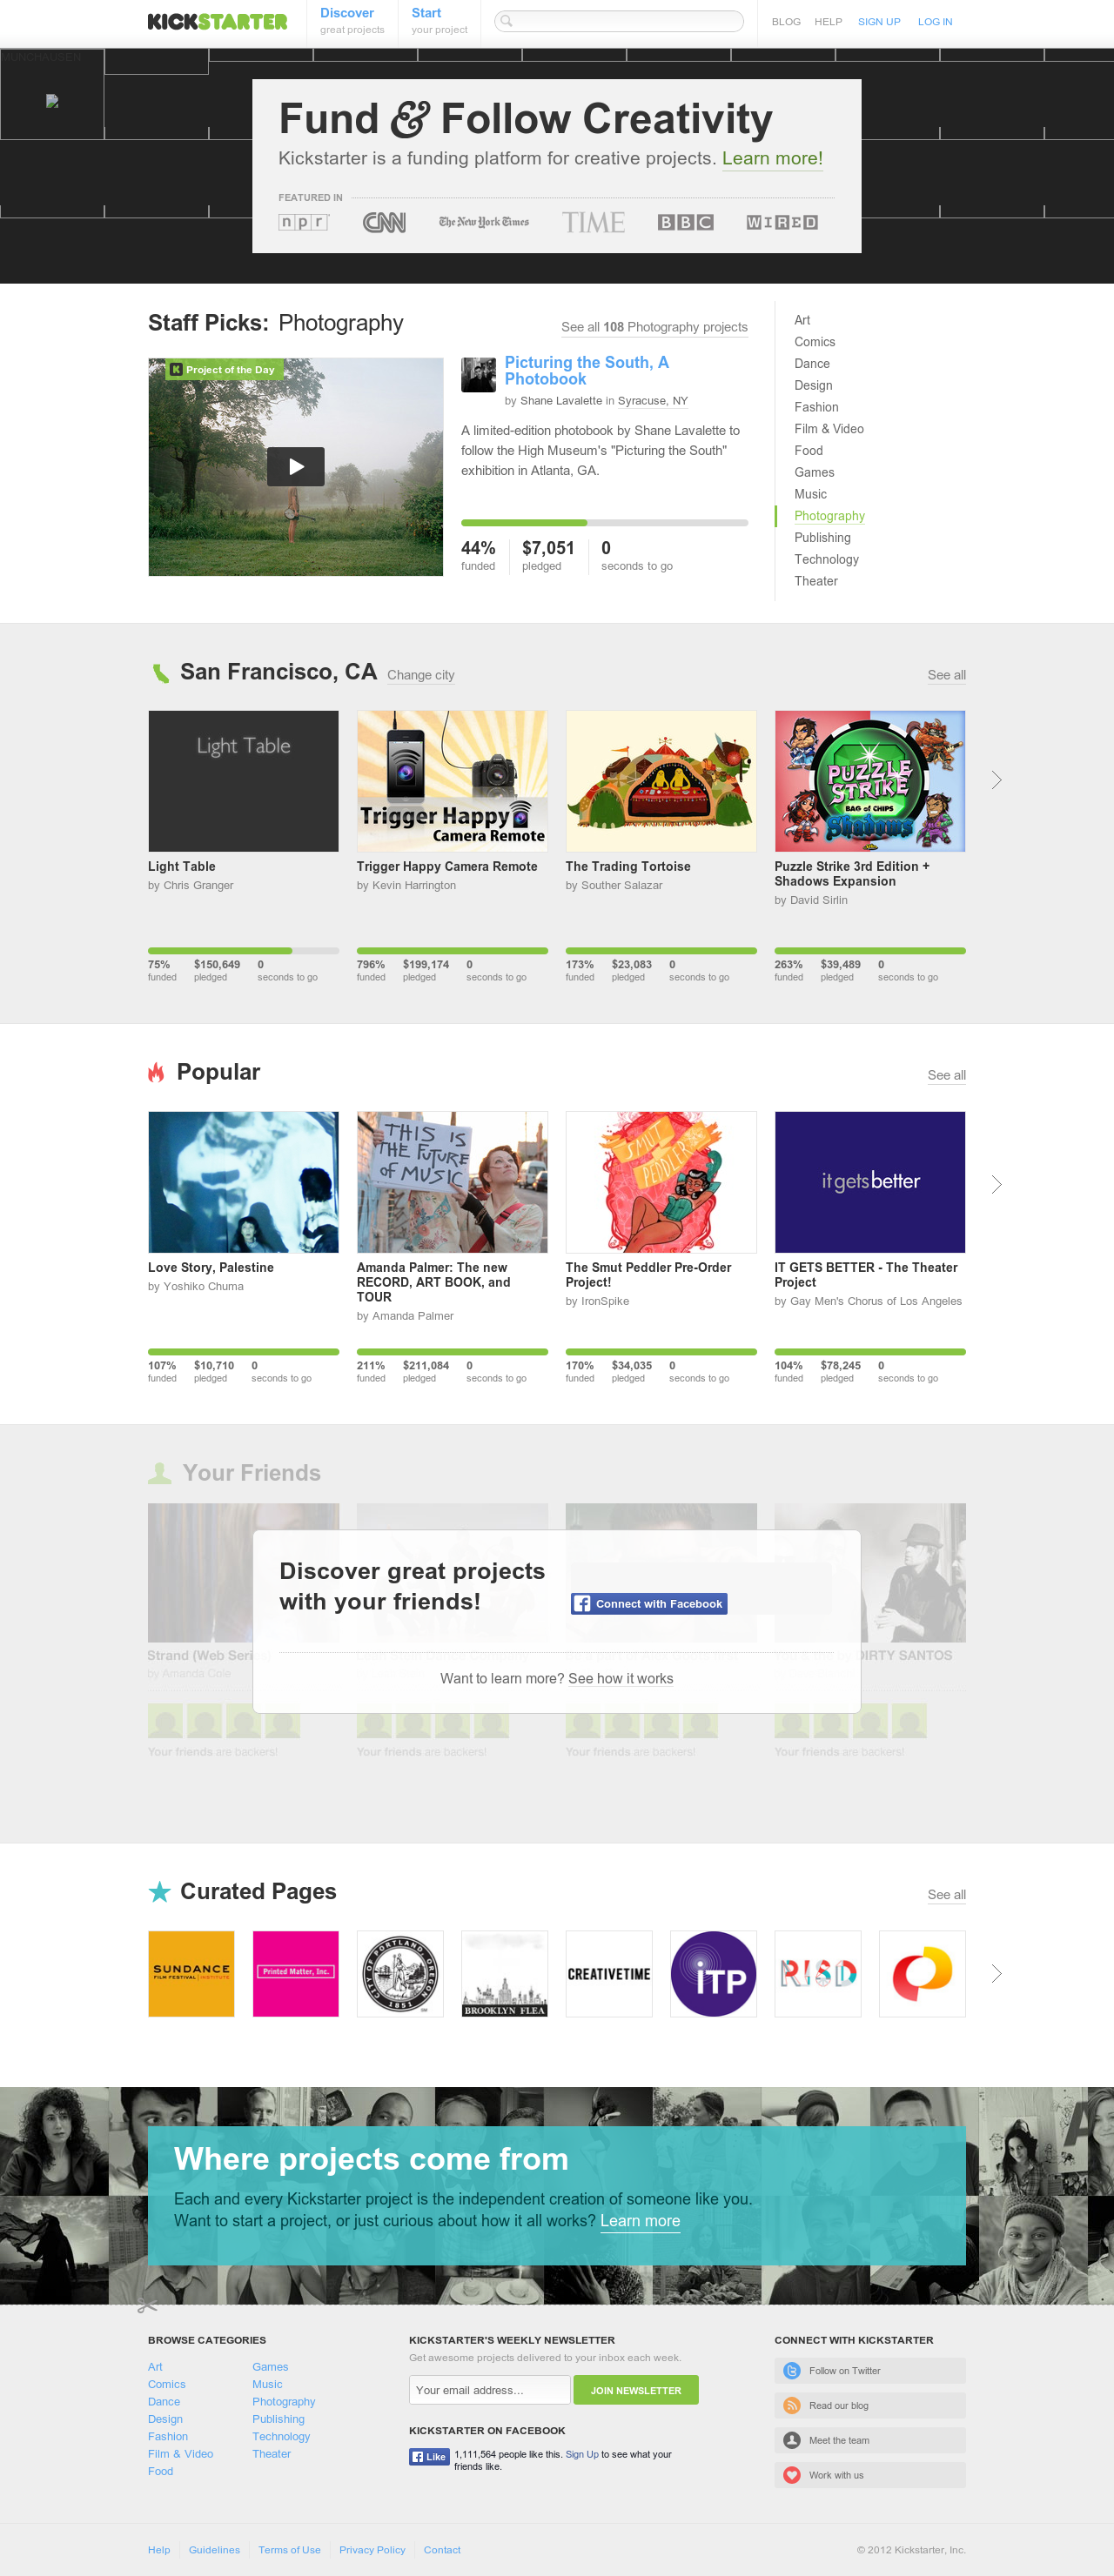 KICKSTARTER
Discover
great projects
Start
your project
BLOG
HELP
SIGN UP
LOG IN
Fund & Follow Creativity
Kickstarter is a funding platform for creative projects. Learn more!
FEATURED IN
npr
CNN
The New York Times
TIME
BBC
WIRED
Staff Picks: Photography
See all 108 Photography projects
Project of the Day
Picturing the South, A
Photobook
by Shane Lavalette in Syracuse, NY
A limited-edition photobook by Shane Lavalette to
follow the High Museum's "Picturing the South"
exhibition in Atlanta, GA.
44%
funded
$7,051
pledged
0
seconds to go
Art
Comics
Dance
Design
Fashion
Film & Video
Food
Games
Music
Photography
Publishing
Technology
Theater
San Francisco, CA
Change city
See all
Light Table
Trigger Happy
Camera Remote
PUZZLE
STRIKE
BAG of CHIPS
Shadows
Light Table
by Chris Granger
75% $150,649 0
funded pledged seconds to go
Trigger Happy Camera Remote
by Kevin Harrington
796% $199,174 0
funded pledged seconds to go
The Trading Tortoise
by Souther Salazar
173% $23,083 0
funded pledged seconds to go
Puzzle Strike 3rd Edition +
Shadows Expansion
by David Sirlin
263% $39,489 0
funded pledged seconds to go
Popular
See all
THIS IS
THE FUTURE
OF MUSIC
SMUT
PEDDLER
it gets better
Love Story, Palestine
by Yoshiko Chuma
107% $10,710 0
funded pledged seconds to go
Amanda Palmer: The new
RECORD, ART BOOK, and
TOUR
by Amanda Palmer
211% $211,084 0
funded pledged seconds to go
The Smut Peddler Pre-Order
Project!
by IronSpike
170% $34,035 0
funded pledged seconds to go
IT GETS BETTER - The Theater
Project
by Gay Men's Chorus of Los Angeles
104% $78,245 0
funded pledged seconds to go
Your Friends
Discover great projects
with your friends!
Connect with Facebook
Want to learn more? See how it works
Strand (Web Seri
by Amanda Cole
DIRTY SANTOS
Your friends are backers!
Your friends are backers!
Your friends are backers!
Your friends are backers!
Curated Pages
See all
SUNDANCE
FILM FESTIVAL INSTITUTE
Printed Matter, Inc.
CITY OF PORTLAND OREGON
1851
BROOKLYN FLEA
CREATIVETIME
iTP
RISD
Where projects come from
Each and every Kickstarter project is the independent creation of someone like you.
Want to start a project, or just curious about how it all works? Learn more
BROWSE CATEGORIES
Art
Comics
Dance
Design
Fashion
Film & Video
Food
Games
Music
Photography
Publishing
Technology
Theater
KICKSTARTER'S WEEKLY NEWSLETTER
Get awesome projects delivered to your inbox each week.
Your email address...
JOIN NEWSLETTER
KICKSTARTER ON FACEBOOK
Like
1,111,564 people like this. Sign Up to see what your
friends like.
CONNECT WITH KICKSTARTER
Follow on Twitter
Read our blog
Meet the team
Work with us
Help
Guidelines
Terms of Use
Privacy Policy
Contact
© 2012 Kickstarter, Inc.